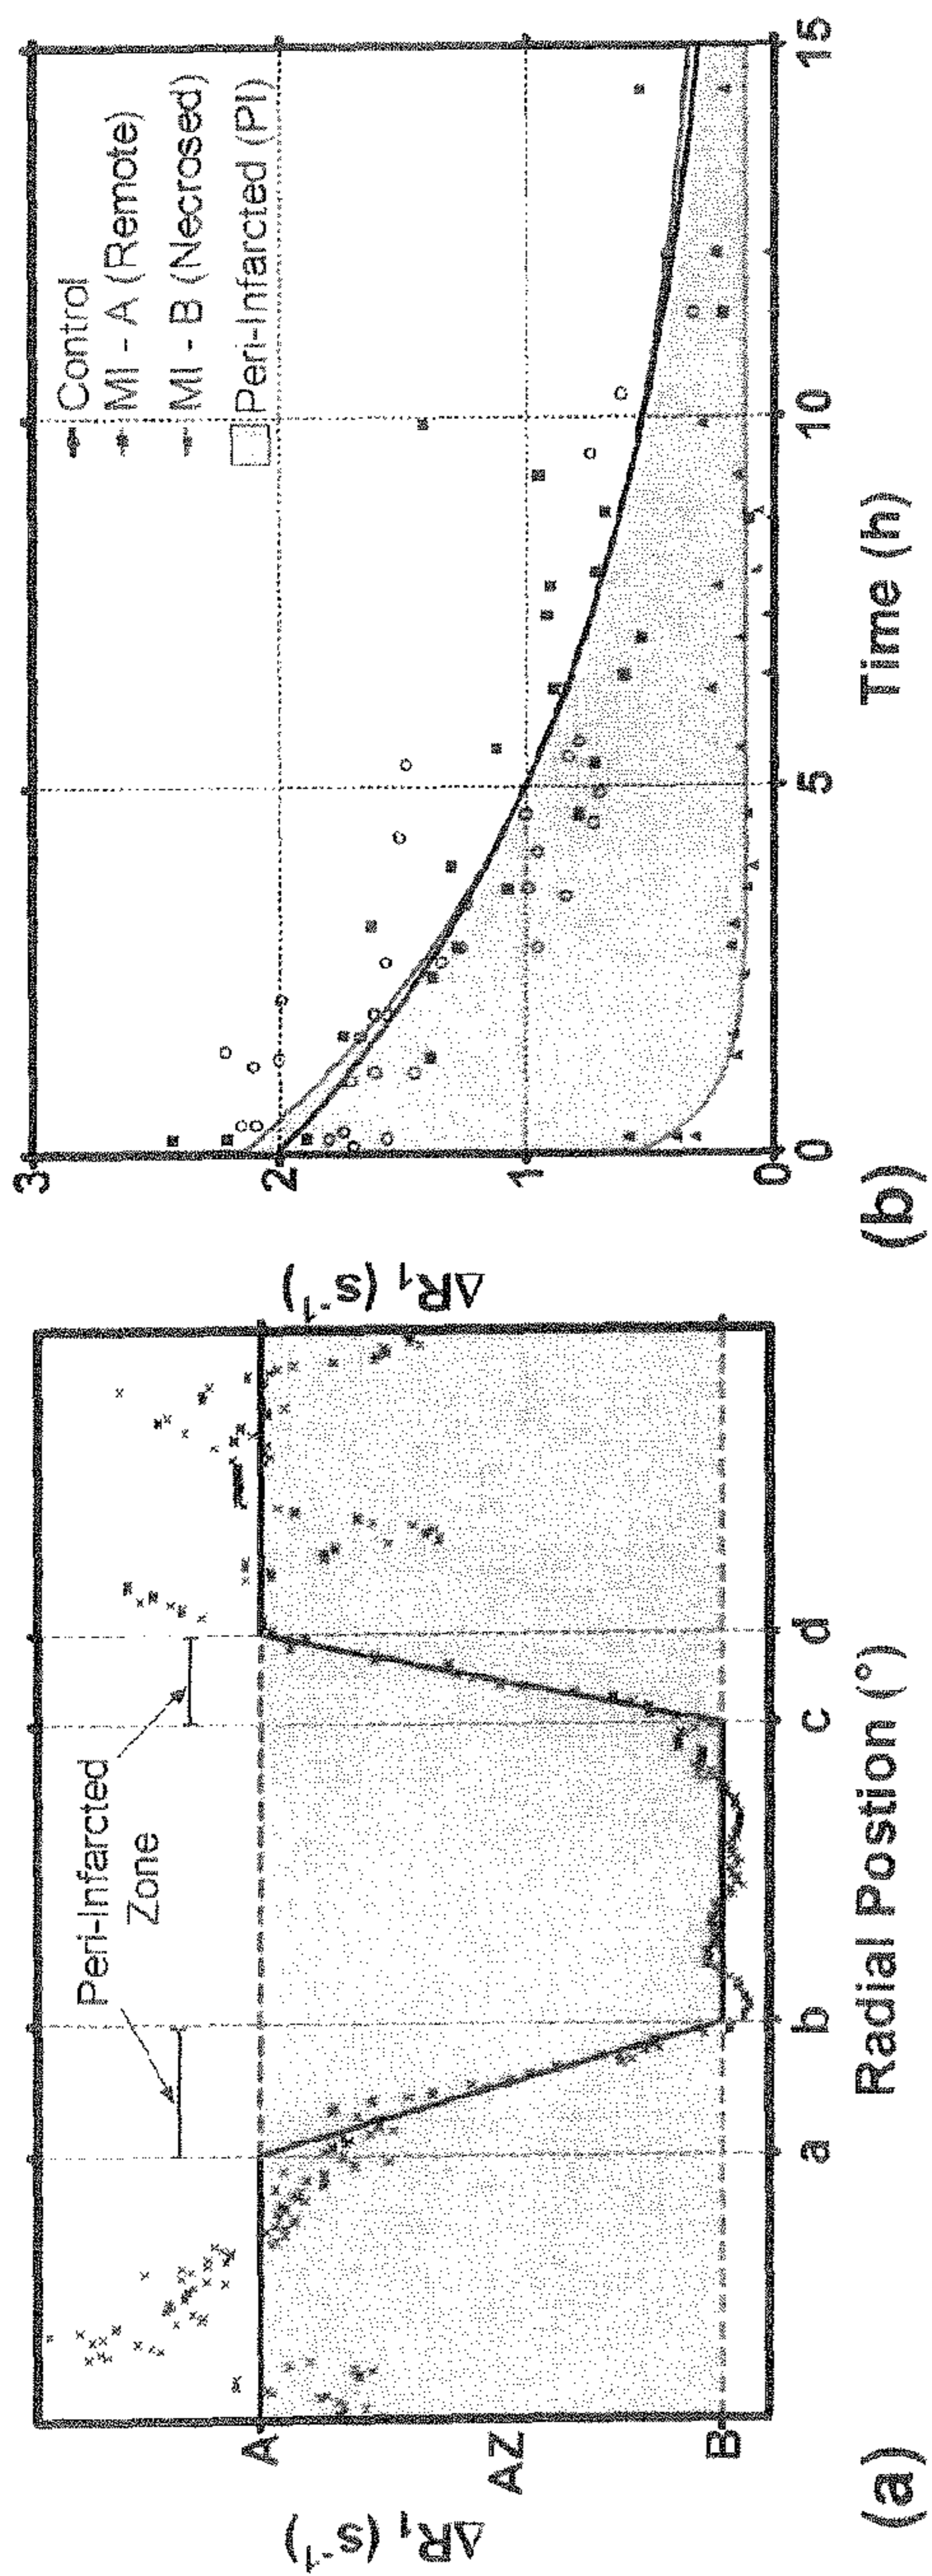 ΔR1 (s-1)
A
AZ
B
Peri-Infarcted
Zone
a
b
c
d
Radial Postion (°)
(a)
ΔR1 (s-1)
3
2
1
0
Control
MI - A (Remote)
MI - B (Necrosed)
Peri-Infarcted (PI)
0
5
10
15
Time (h)
(b)